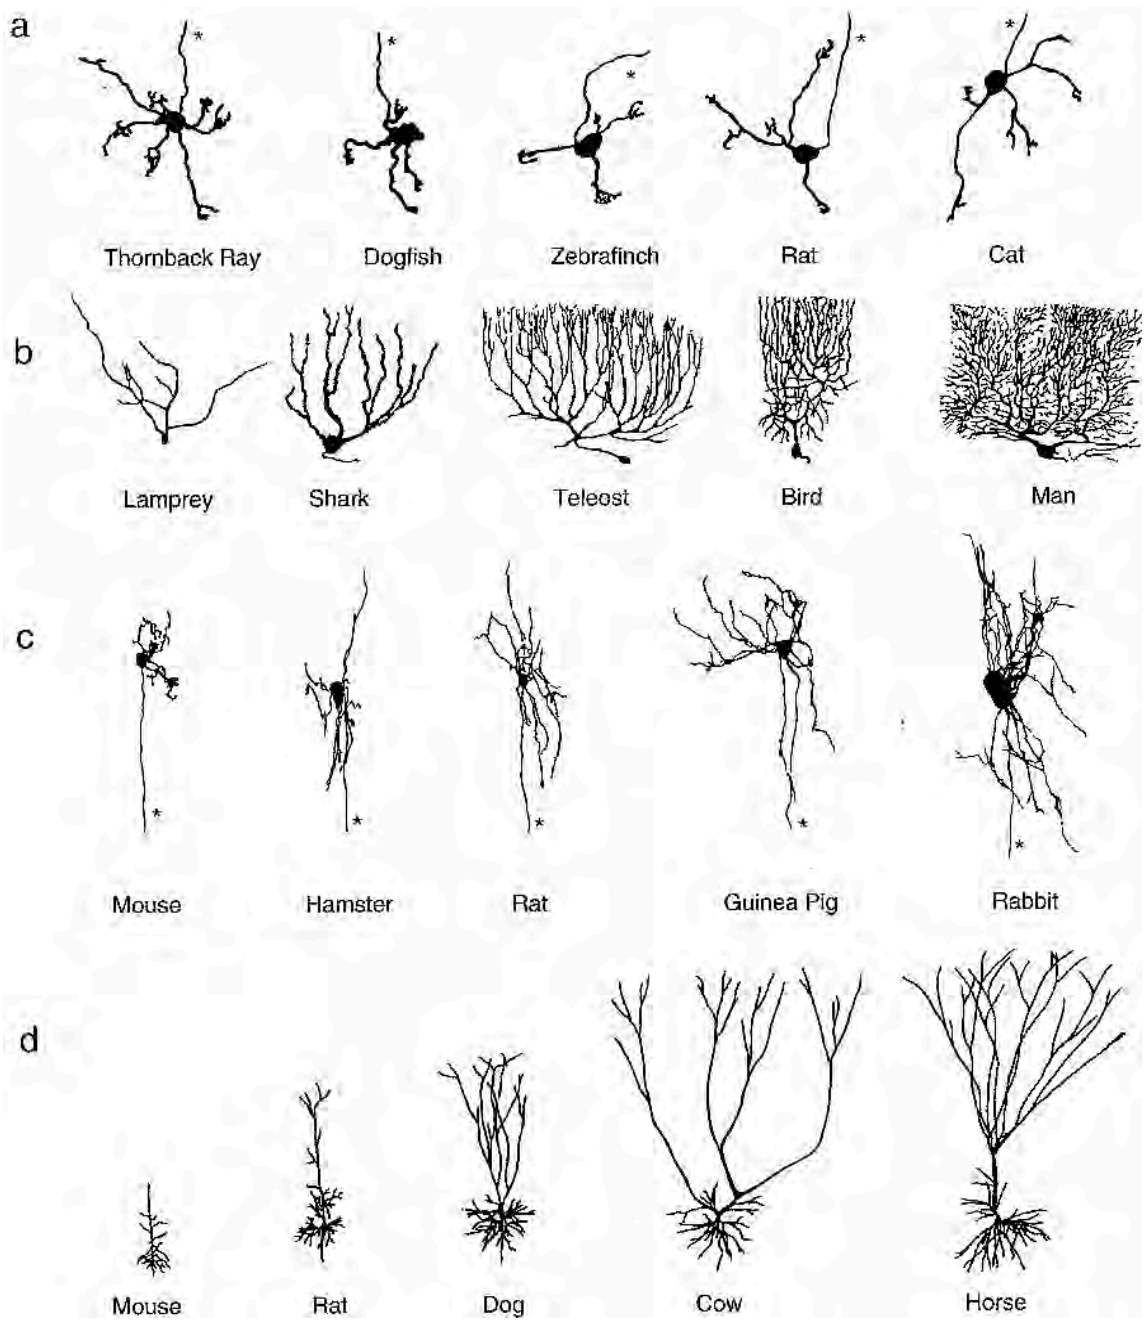 a
* * * * *
Thornback Ray Dogfish Zebrafinch Rat Cat
b
Lamprey Shark Teleost Bird Man
c
* * * * *
Mouse Hamster Rat Guinea Pig Rabbit
d
Mouse Rat Dog Cow Horse